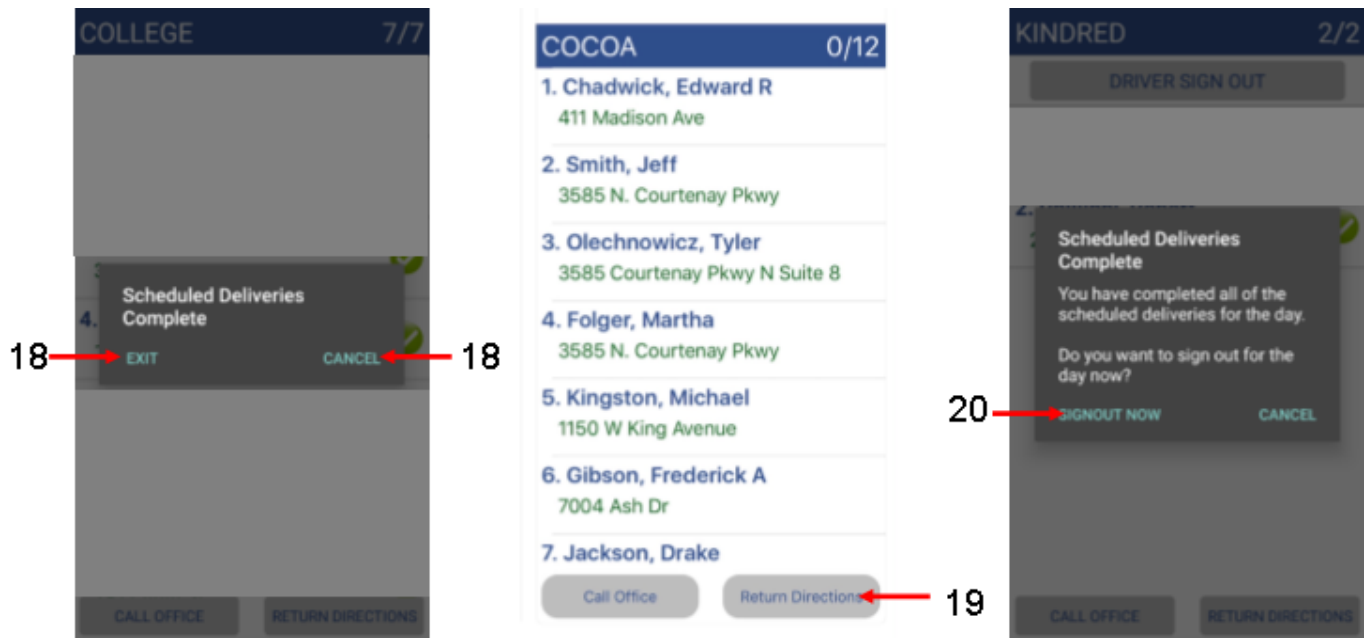 COLLEGE 7/7
4.
Scheduled Deliveries
Complete
18 EXIT CANCEL 18
CALL OFFICE RETURN DIRECTIONS
COCOA 0/12
1. Chadwick, Edward R
411 Madison Ave
2. Smith, Jeff
3585 N. Courtenay Pkwy
3. Olechnowicz, Tyler
3585 Courtenay Pkwy N Suite 8
4. Folger, Martha
3585 N. Courtenay Pkwy
5. Kingston, Michael
1150 W King Avenue
6. Gibson, Frederick A
7004 Ash Dr
7. Jackson, Drake
Call Office Return Directions 19
KINDRED 2/2
DRIVER SIGN OUT
2.
Scheduled Deliveries
Complete
You have completed all of the
scheduled deliveries for the day.
Do you want to sign out for the
day now?
20 SIGNOUT NOW CANCEL
CALL OFFICE RETURN DIRECTIONS